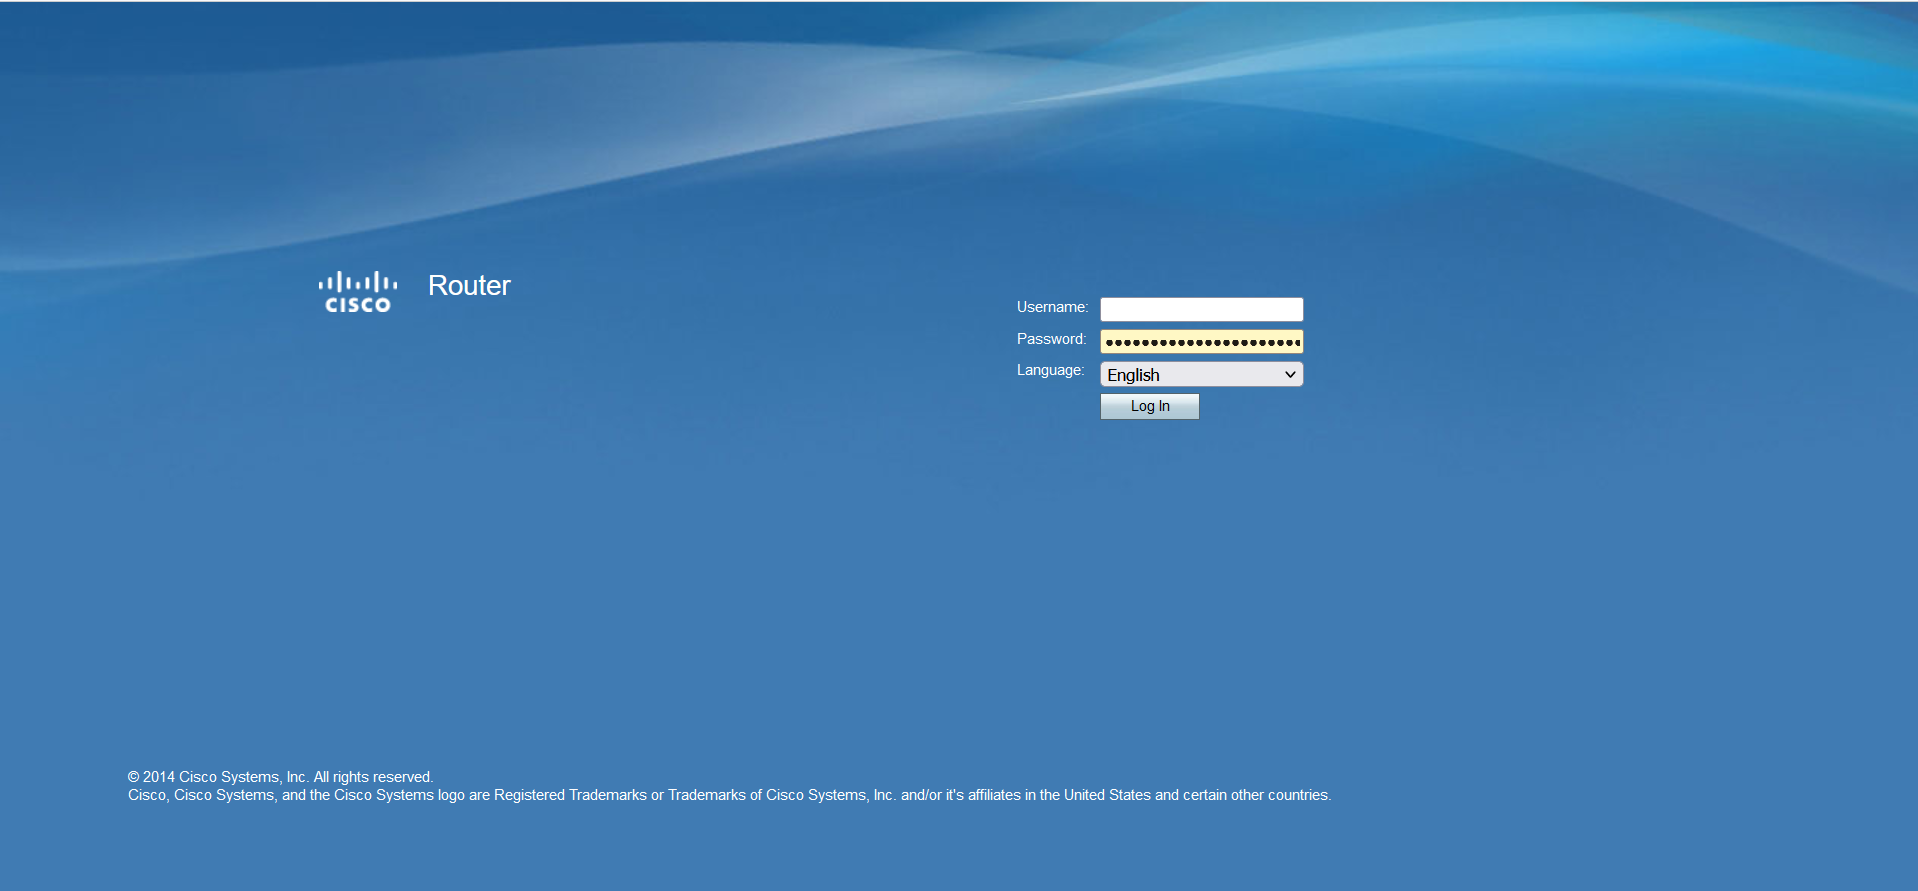 CISCO
Router
Username:
Password:
Language: English
Log In
© 2014 Cisco Systems, Inc. All rights reserved.
Cisco, Cisco Systems, and the Cisco Systems logo are Registered Trademarks or Trademarks of Cisco Systems, Inc. and/or it's affiliates in the United States and certain other countries.